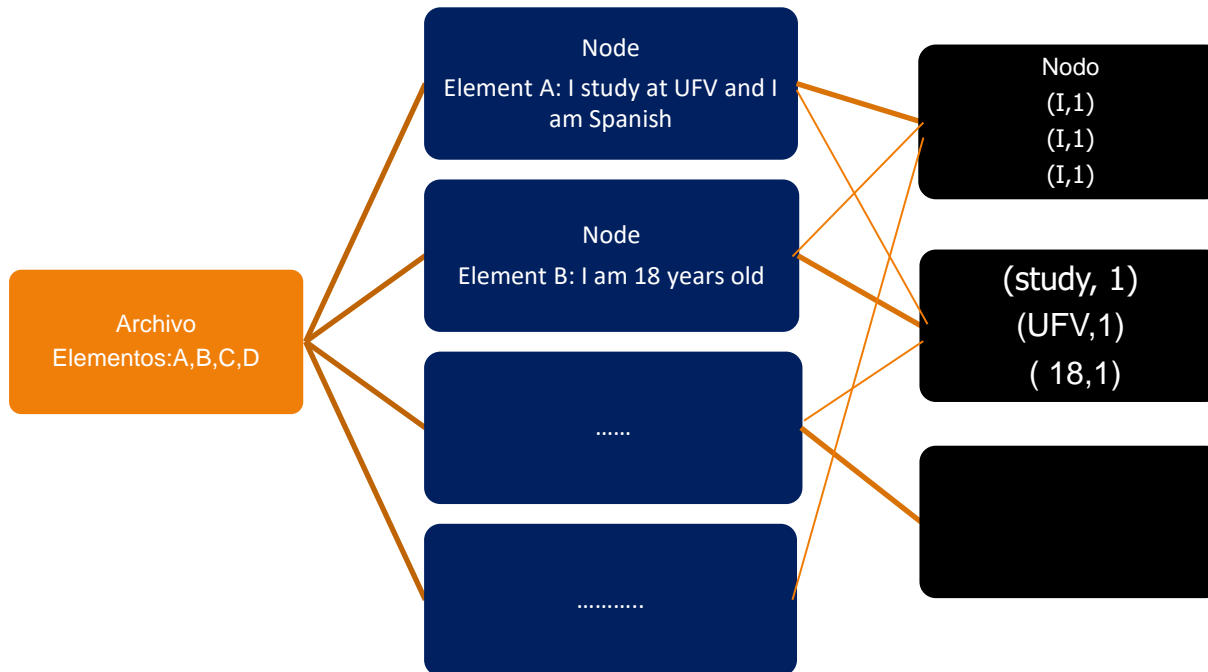 Archivo
Elementos:A,B,C,D
Node
Element A: I study at UFV and I
am Spanish
Node
Element B: I am 18 years old
……
………..
Nodo
(I,1)
(I,1)
(I,1)
(study, 1)
(UFV,1)
( 18,1)